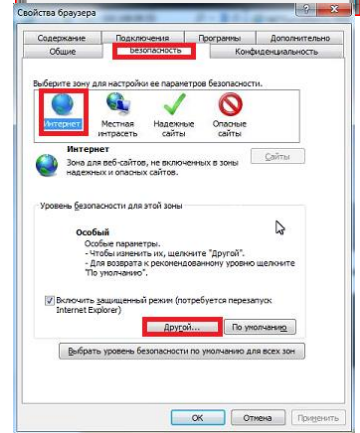 Свойства браузера
Содержание Подключения Программы Дополнительно
Общие Безопасность Конфиденциальность
Выберите зону для настройки ее параметров безопасности.
Интернет Местная интрасеть Надежные сайты Опасные сайты
Интернет
Зона для веб-сайтов, не включенных в зоны
надежных и опасных сайтов.
Сайты
Уровень безопасности для этой зоны
Особый
Особые параметры.
- Чтобы изменить их, щелкните "Другой".
- Для возврата к рекомендованному уровню щелкните
"По умолчанию".
Включить защищенный режим (потребуется перезапуск
Internet Explorer)
Другой... По умолчанию
Выбрать уровень безопасности по умолчанию для всех зон
ОК Отмена Применить